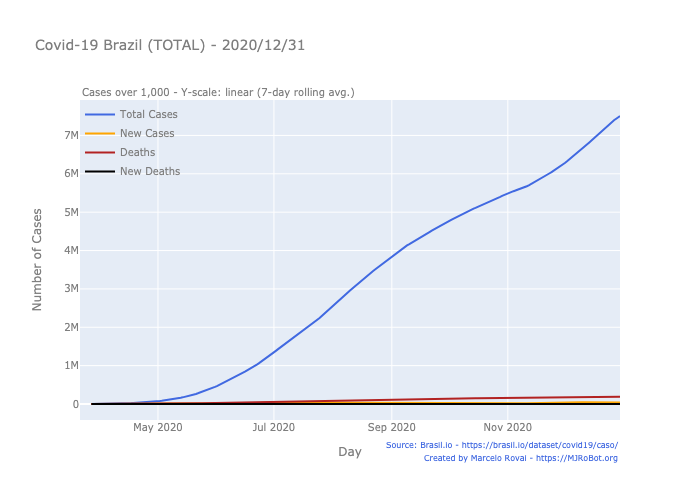 Covid-19 Brazil (TOTAL) - 2020/12/31
Cases over 1,000 - Y-scale: linear (7-day rolling avg.)
Total Cases
New Cases
Deaths
New Deaths
7M
6M
5M
4M
3M
2M
1M
0
Number of Cases
May 2020
Jul 2020
Sep 2020
Nov 2020
Day
Source: Brasil.io - https://brasil.io/dataset/covid19/caso/
Created by Marcelo Rovai - https://MJRoBot.org